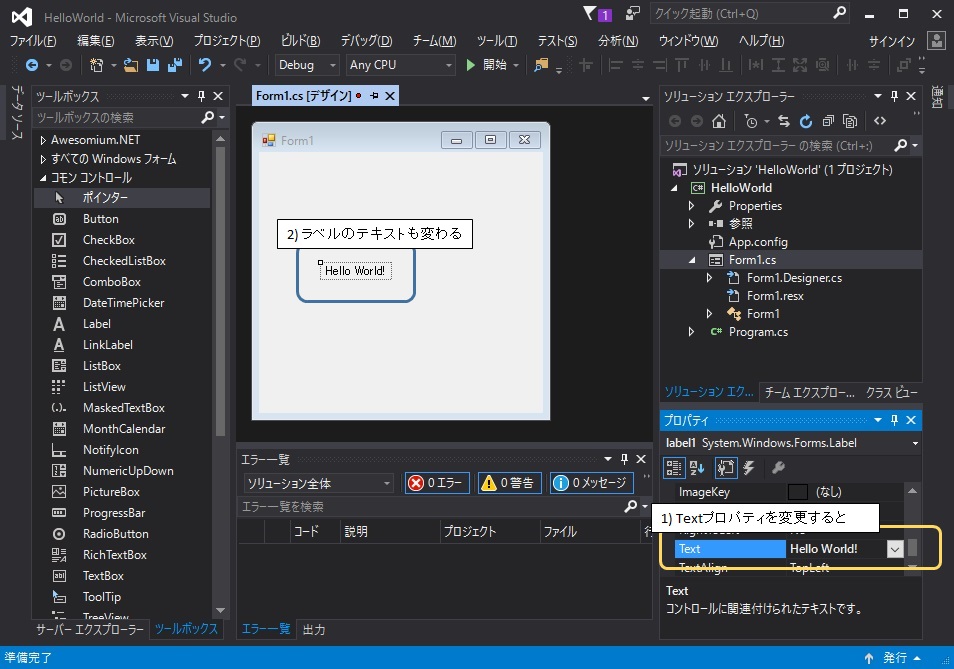 HelloWorld - Microsoft Visual Studio
1
クイック起動 (Ctrl+Q)
ファイル(F)
編集(E)
表示(V)
プロジェクト(P)
ビルド(B)
デバッグ(D)
チーム(M)
ツール(T)
テスト(S)
分析(N)
ウィンドウ(W)
ヘルプ(H)
サインイン
Debug
Any CPU
開始
データ ソース
ツールボックス
ツールボックスの検索
Awesomium.NET
すべての Windows フォーム
コモン コントロール
ポインター
Button
CheckBox
CheckedListBox
ComboBox
DateTimePicker
Label
LinkLabel
ListBox
ListView
MaskedTextBox
MonthCalendar
NotifyIcon
NumericUpDown
PictureBox
ProgressBar
RadioButton
RichTextBox
TextBox
ToolTip
TreeView
サーバー エクスプローラー
ツールボックス
Form1.cs [デザイン]
Form1
2) ラベルのテキストも変わる
Hello World!
エラー一覧
ソリューション全体
0 エラー
0 警告
0 メッセージ
エラー一覧を検索
コード
説明
プロジェクト
ファイル
行
エラー一覧
出力
ソリューション エクスプローラー
ソリューション エクスプローラー の検索 (Ctrl+:)
ソリューション 'HelloWorld' (1 プロジェクト)
HelloWorld
Properties
参照
App.config
Form1.cs
Form1.Designer.cs
Form1.resx
Form1
Program.cs
ソリューション エク...
チーム エクスプロー...
クラス ビュー
通知
プロパティ
label1 System.Windows.Forms.Label
ImageKey
(なし)
1) Textプロパティを変更すると
RightToLeft
No
Text
Hello World!
TextAlign
TopLeft
Text
コントロールに関連付けられたテキストです。
準備完了
発行